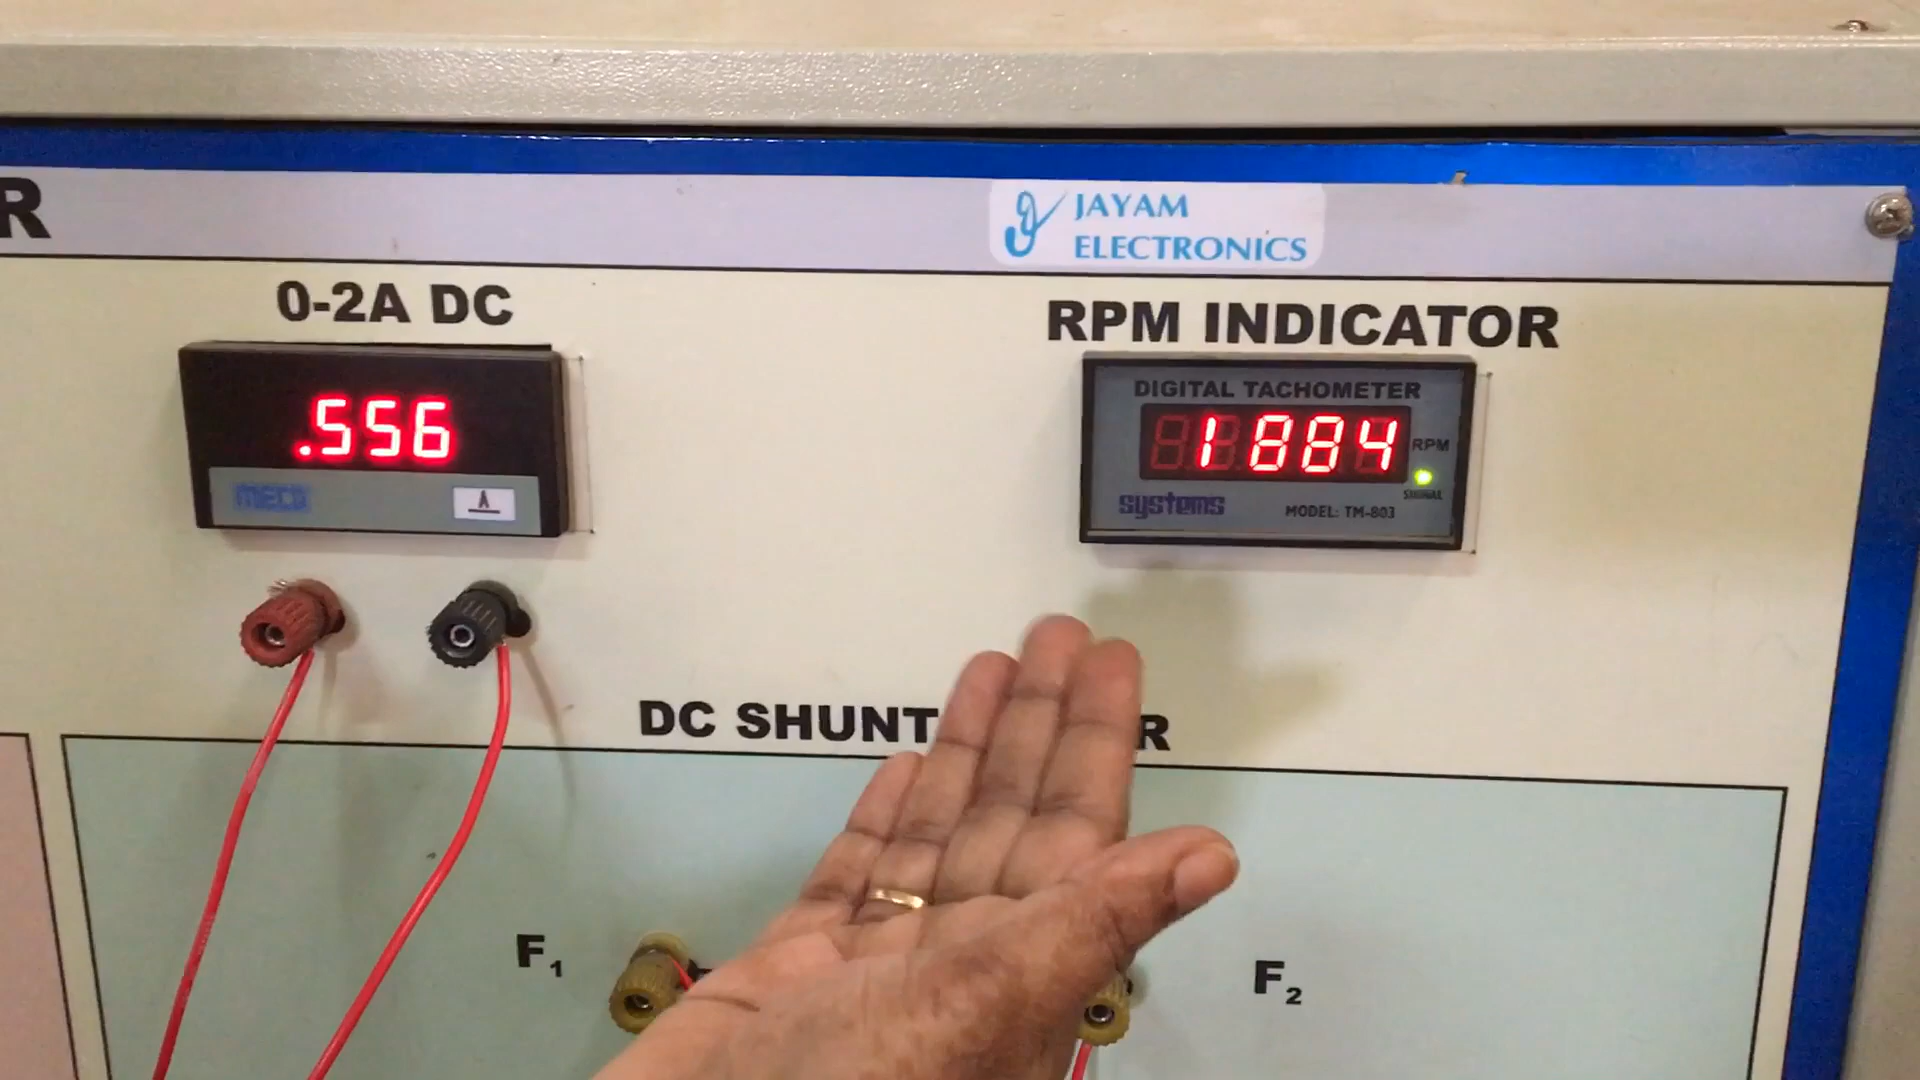 R
JAYAM
ELECTRONICS
0-2A DC
RPM INDICATOR
.556
MECO
A
DIGITAL TACHOMETER
1884
RPM
SIGNAL
systems
MODEL: TM-803
DC SHUNT R
F1
F2